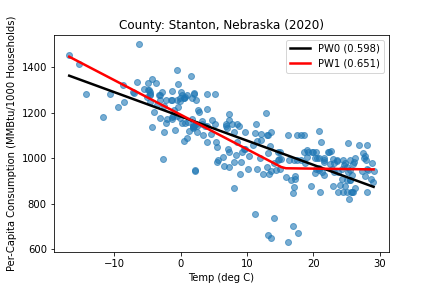 County: Stanton, Nebraska (2020)
PW0 (0.598)
PW1 (0.651)
Per-Capita Consumption (MMBtu/1000 Households)
1400
1200
1000
800
600
−10
0
10
20
30
Temp (deg C)